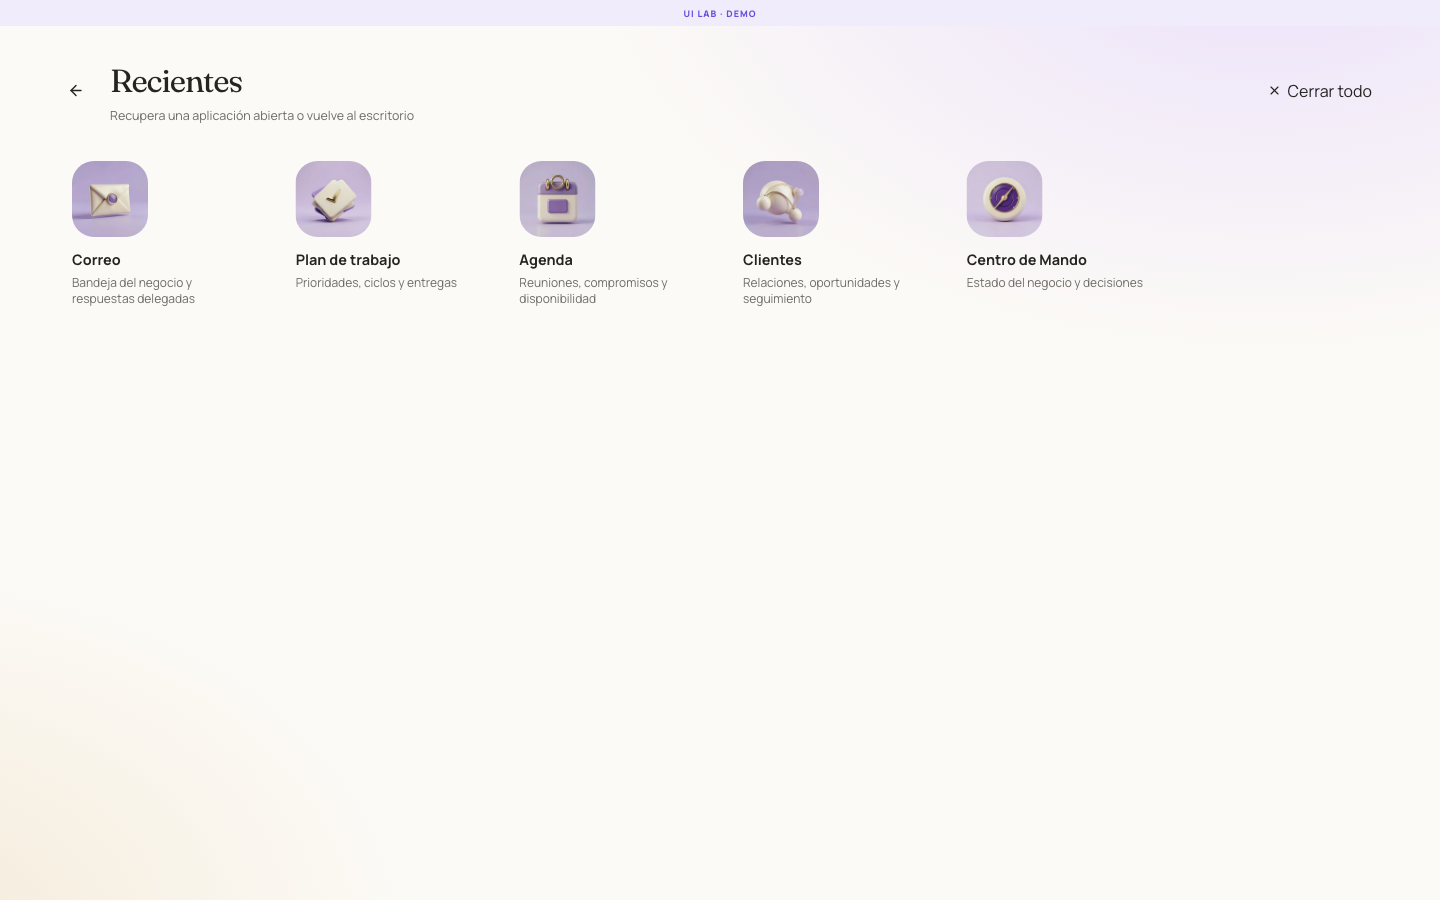 UI LAB · DEMO
Recientes
Recupera una aplicación abierta o vuelve al escritorio
Cerrar todo
Correo
Bandeja del negocio y
respuestas delegadas
Plan de trabajo
Prioridades, ciclos y entregas
Agenda
Reuniones, compromisos y
disponibilidad
Clientes
Relaciones, oportunidades y
seguimiento
Centro de Mando
Estado del negocio y decisiones